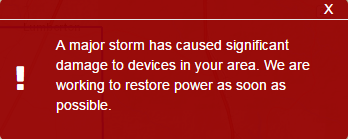 X
A major storm has caused significant
damage to devices in your area. We are
working to restore power as soon as
possible.
!